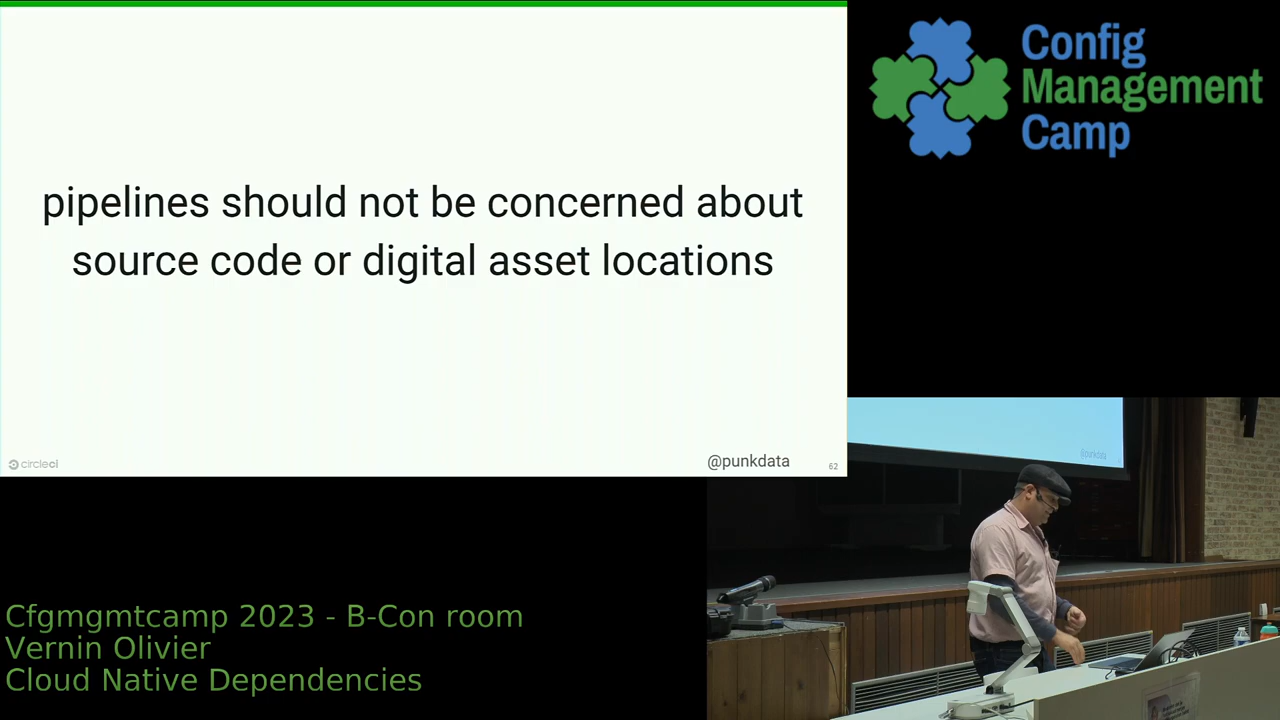 pipelines should not be concerned about
source code or digital asset locations
circleci
@punkdata
62
Config
Management
Camp
@punkdata
Cfgmgmtcamp 2023 - B-Con room
Vernin Olivier
Cloud Native Dependencies